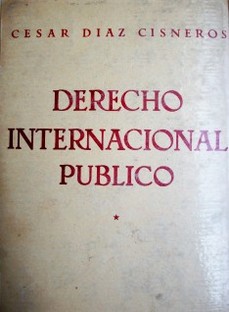 CESAR DIAZ CISNEROS
DERECHO
INTERNACIONAL
PUBLICO